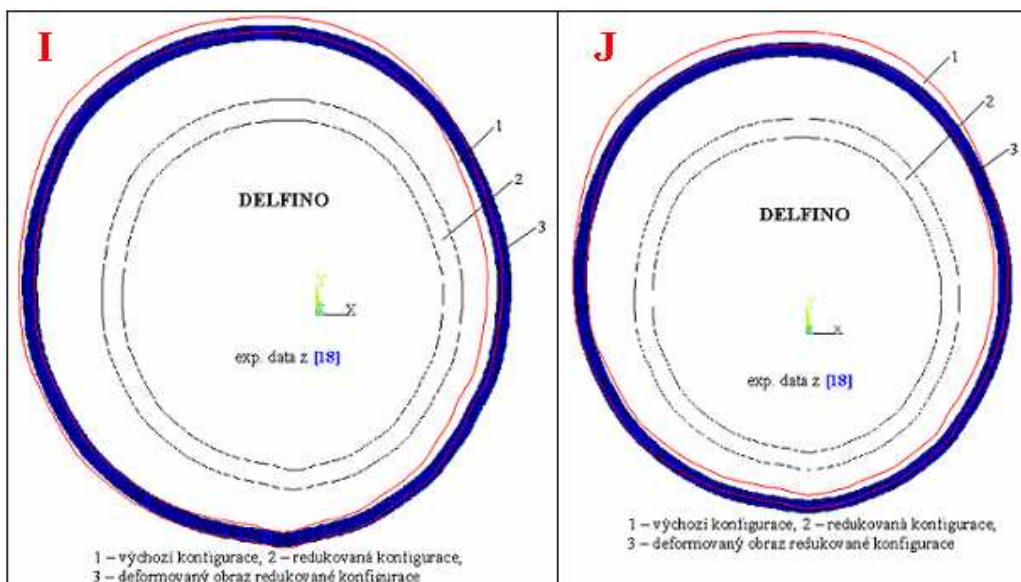 I
1
2
3
DELFINO
Y
X
exp. data z [18]
1 – výchozí konfigurace, 2 – redukovaná konfigurace,
3 – deformovaný obraz redukované konfigurace
J
1
2
3
DELFINO
Y
X
exp. data z [18]
1 – výchozí konfigurace, 2 – redukovaná konfigurace,
3 – deformovaný obraz redukované konfigurace